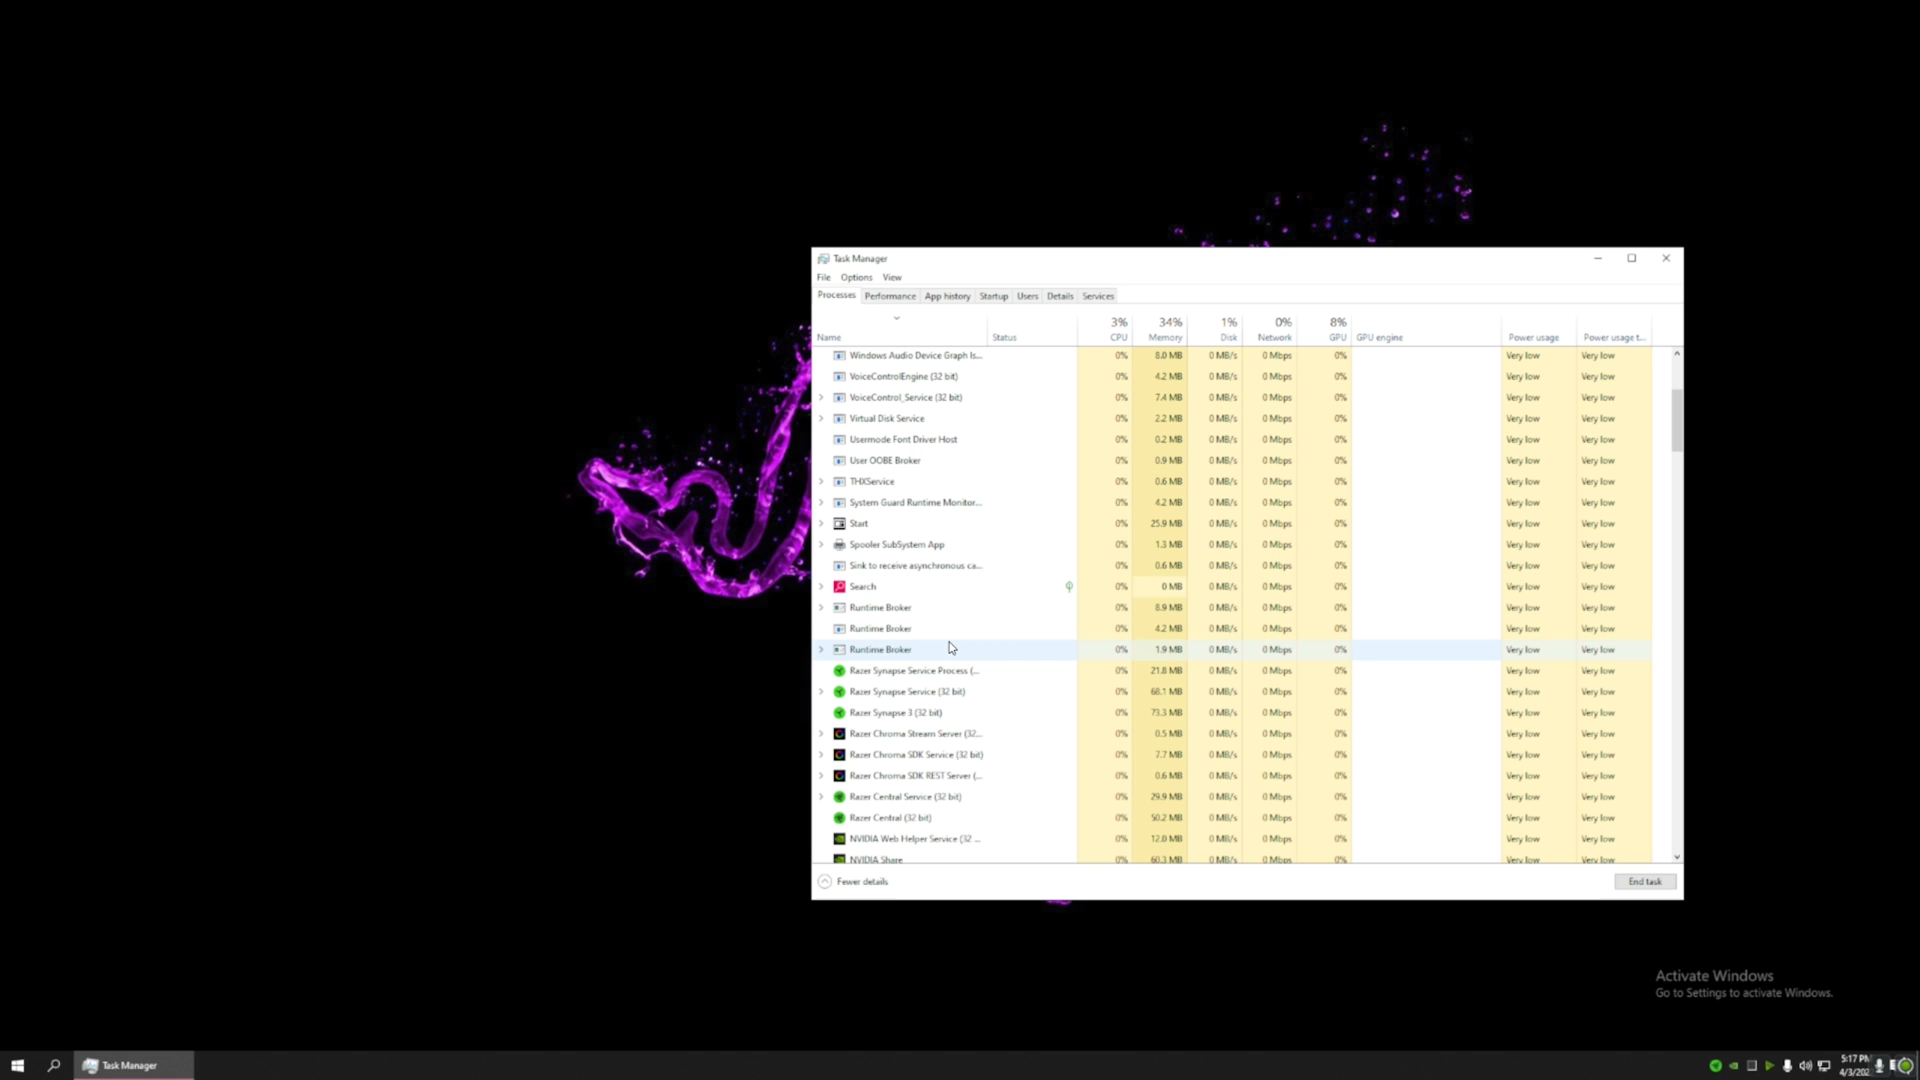 Task Manager
File Options View
Processes Performance App history Startup Users Details Services
3% 34% 1% 0% 8%
Name Status CPU Memory Disk Network GPU GPU engine Power usage Power usage t...
Windows Audio Device Graph Is... 0% 8.0 MB 0 MB/s 0 Mbps 0% Very low Very low
VoiceControlEngine (32 bit) 0% 4.2 MB 0 MB/s 0 Mbps 0% Very low Very low
VoiceControl_Service (32 bit) 0% 7.4 MB 0 MB/s 0 Mbps 0% Very low Very low
Virtual Disk Service 0% 2.2 MB 0 MB/s 0 Mbps 0% Very low Very low
Usermode Font Driver Host 0% 0.2 MB 0 MB/s 0 Mbps 0% Very low Very low
User OOBE Broker 0% 0.9 MB 0 MB/s 0 Mbps 0% Very low Very low
THXService 0% 0.6 MB 0 MB/s 0 Mbps 0% Very low Very low
System Guard Runtime Monitor... 0% 4.2 MB 0 MB/s 0 Mbps 0% Very low Very low
Start 0% 25.9 MB 0 MB/s 0 Mbps 0% Very low Very low
Spooler SubSystem App 0% 1.3 MB 0 MB/s 0 Mbps 0% Very low Very low
Sink to receive asynchronous ca... 0% 0.6 MB 0 MB/s 0 Mbps 0% Very low Very low
Search 0% 0 MB 0 MB/s 0 Mbps 0% Very low Very low
Runtime Broker 0% 8.9 MB 0 MB/s 0 Mbps 0% Very low Very low
Runtime Broker 0% 4.2 MB 0 MB/s 0 Mbps 0% Very low Very low
Runtime Broker 0% 1.9 MB 0 MB/s 0 Mbps 0% Very low Very low
Razer Synapse Service Process (... 0% 21.8 MB 0 MB/s 0 Mbps 0% Very low Very low
Razer Synapse Service (32 bit) 0% 68.1 MB 0 MB/s 0 Mbps 0% Very low Very low
Razer Synapse 3 (32 bit) 0% 73.3 MB 0 MB/s 0 Mbps 0% Very low Very low
Razer Chroma Stream Server (32... 0% 0.5 MB 0 MB/s 0 Mbps 0% Very low Very low
Razer Chroma SDK Service (32 bit) 0% 7.7 MB 0 MB/s 0 Mbps 0% Very low Very low
Razer Chroma SDK REST Server (... 0% 0.6 MB 0 MB/s 0 Mbps 0% Very low Very low
Razer Central Service (32 bit) 0% 29.9 MB 0 MB/s 0 Mbps 0% Very low Very low
Razer Central (32 bit) 0% 50.2 MB 0 MB/s 0 Mbps 0% Very low Very low
NVIDIA Web Helper Service (32 ... 0% 12.0 MB 0 MB/s 0 Mbps 0% Very low Very low
NVIDIA Share 0% 60.3 MB 0 MB/s 0 Mbps 0% Very low Very low
Fewer details End task
Activate Windows
Go to Settings to activate Windows.
Task Manager
5:17 PM
4/3/202